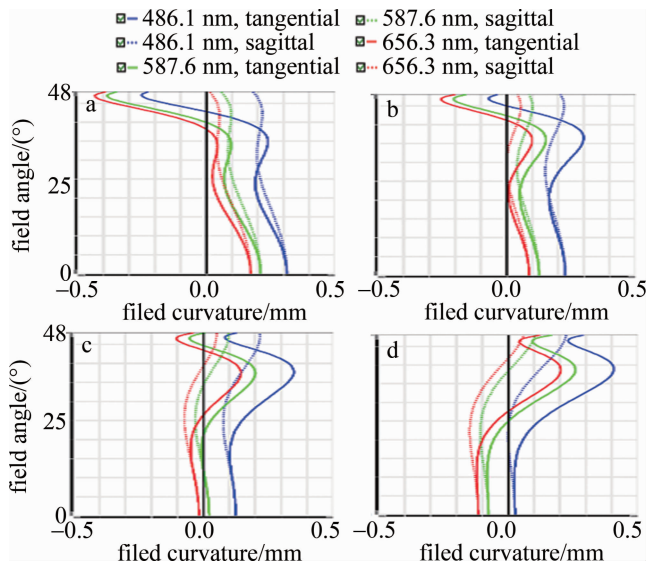 486.1 nm, tangential 587.6 nm, sagittal
486.1 nm, sagittal 656.3 nm, tangential
587.6 nm, tangential 656.3 nm, sagittal
48 a b
25
field angle/(°)
0
−0.5 0.0 0.5 −0.5 0.0 0.5
filed curvature/mm filed curvature/mm
48 c d
25
field angle/(°)
0
−0.5 0.0 0.5 −0.5 0.0 0.5
filed curvature/mm filed curvature/mm